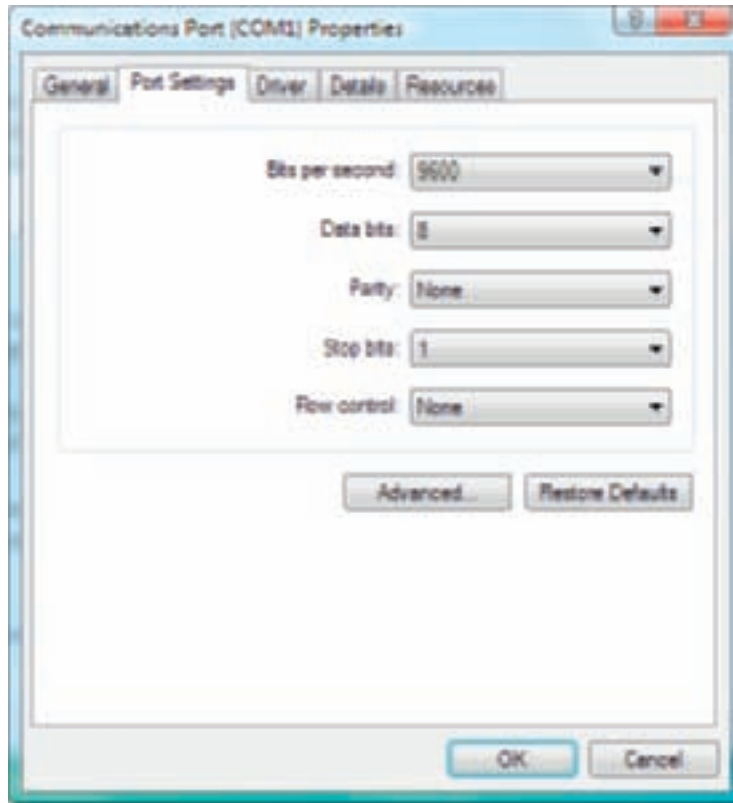 Communications Port (COM1) Properties
General Port Settings Driver Details Resources
Bits per second: 9600
Data bits: 8
Parity: None
Stop bits: 1
Flow control: None
Advanced... Restore Defaults
OK Cancel